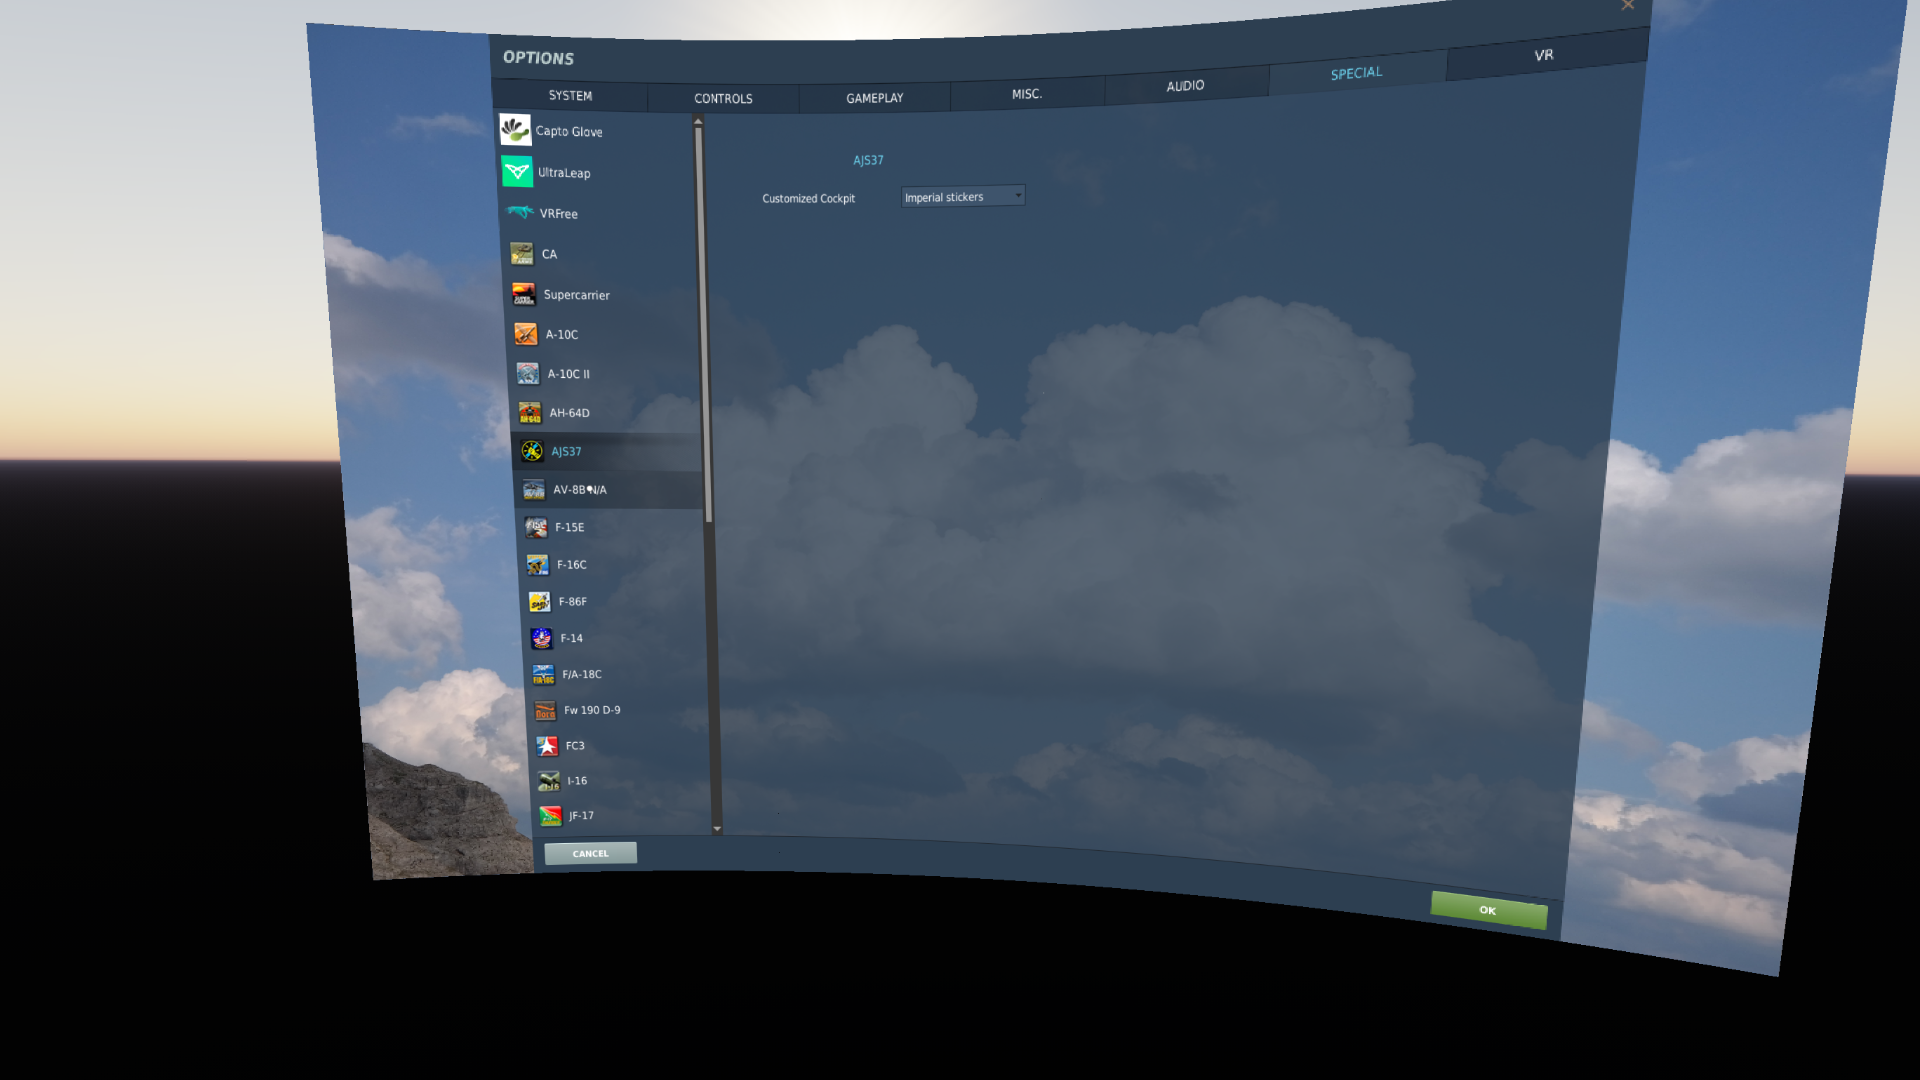 OPTIONS
SYSTEM
CONTROLS
GAMEPLAY
MISC.
AUDIO
SPECIAL
VR
Capto Glove
UltraLeap
VRFree
CA
Supercarrier
A-10C
A-10C II
AH-64D
AJS37
AV-8B N/A
F-15E
F-16C
F-86F
F-14
F/A-18C
Fw 190 D-9
FC3
I-16
JF-17
AJS37
Customized Cockpit
Imperial stickers
CANCEL
OK